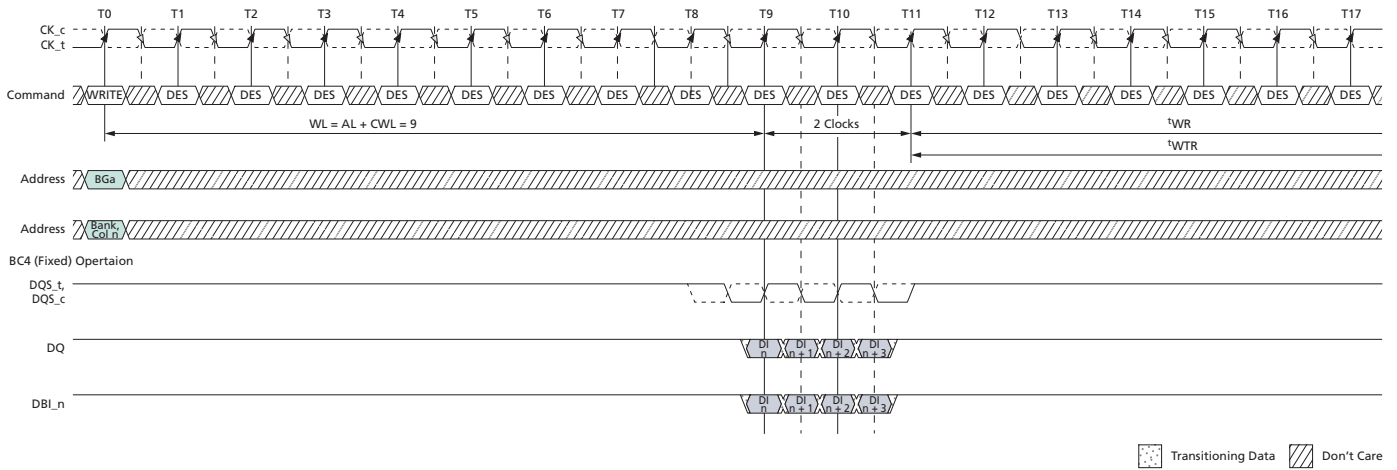 T0 T1 T2 T3 T4 T5 T6 T7 T8 T9 T10 T11 T12 T13 T14 T15 T16 T17
CK_c
CK_t
Command WRITE DES DES DES DES DES DES DES DES DES DES DES DES DES DES DES DES DES
WL = AL + CWL = 9 2 Clocks tWR
tWTR
Address BGa
Address Bank, Col n
BC4 (Fixed) Opertaion
DQS_t,
DQS_c
DQ DI n DI n + 1 DI n + 2 DI n + 3
DBI_n DI n DI n + 1 DI n + 2 DI n + 3
Transitioning Data Don't Care